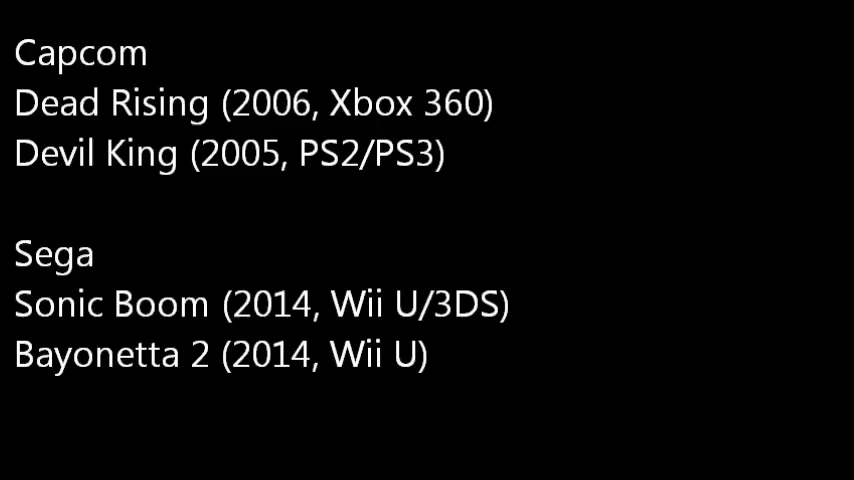 Capcom
Dead Rising (2006, Xbox 360)
Devil King (2005, PS2/PS3)
Sega
Sonic Boom (2014, Wii U/3DS)
Bayonetta 2 (2014, Wii U)